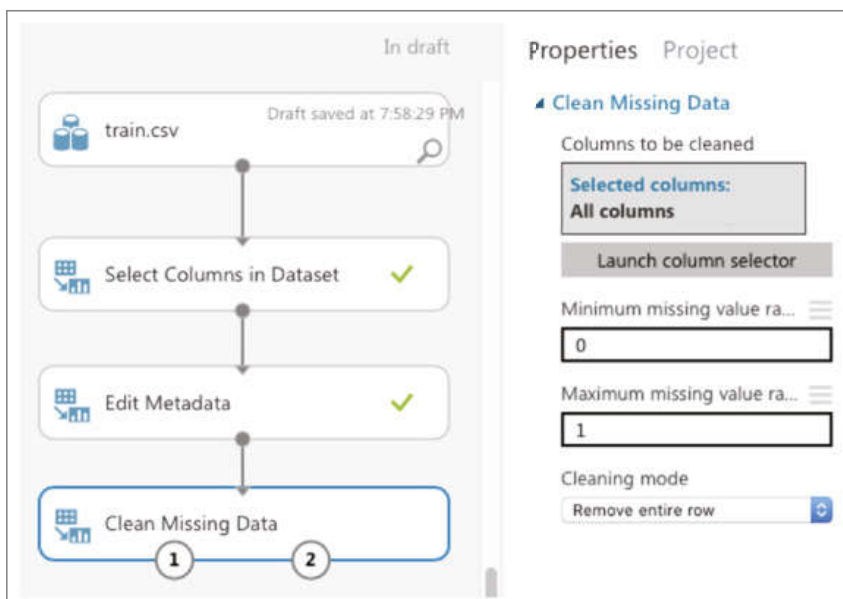 In draft
train.csv
Draft saved at 7:58:29 PM
Select Columns in Dataset
Edit Metadata
Clean Missing Data
1
2
Properties Project
Clean Missing Data
Columns to be cleaned
Selected columns:
All columns
Launch column selector
Minimum missing value ra...
0
Maximum missing value ra...
1
Cleaning mode
Remove entire row